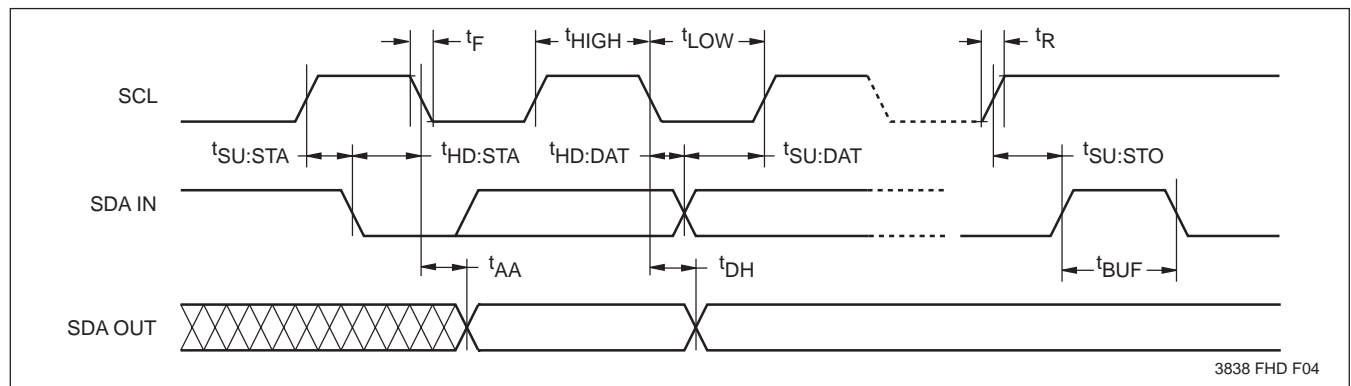 tF
tHIGH
tLOW
tR
SCL
tSU:STA
tHD:STA
tHD:DAT
tSU:DAT
tSU:STO
SDA IN
tAA
tDH
tBUF
SDA OUT
3838 FHD F04